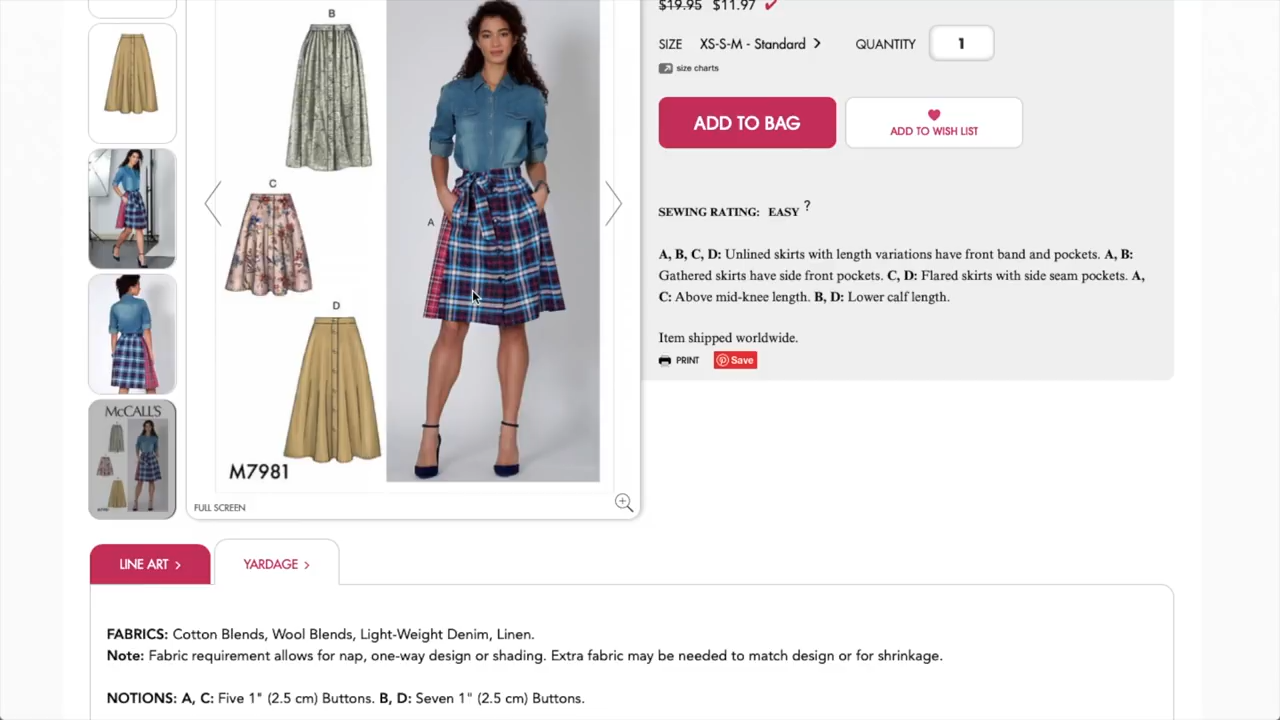 $19.95 $11.97
SIZE XS-S-M - Standard > QUANTITY 1
size charts
ADD TO BAG
ADD TO WISH LIST
SEWING RATING: EASY ?
A, B, C, D: Unlined skirts with length variations have front band and pockets. A, B:
Gathered skirts have side front pockets. C, D: Flared skirts with side seam pockets. A,
C: Above mid-knee length. B, D: Lower calf length.
Item shipped worldwide.
PRINT Save
B
C
A
D
M7981
McCALL'S
FULL SCREEN
LINE ART >
YARDAGE >
FABRICS: Cotton Blends, Wool Blends, Light-Weight Denim, Linen.
Note: Fabric requirement allows for nap, one-way design or shading. Extra fabric may be needed to match design or for shrinkage.
NOTIONS: A, C: Five 1" (2.5 cm) Buttons. B, D: Seven 1" (2.5 cm) Buttons.